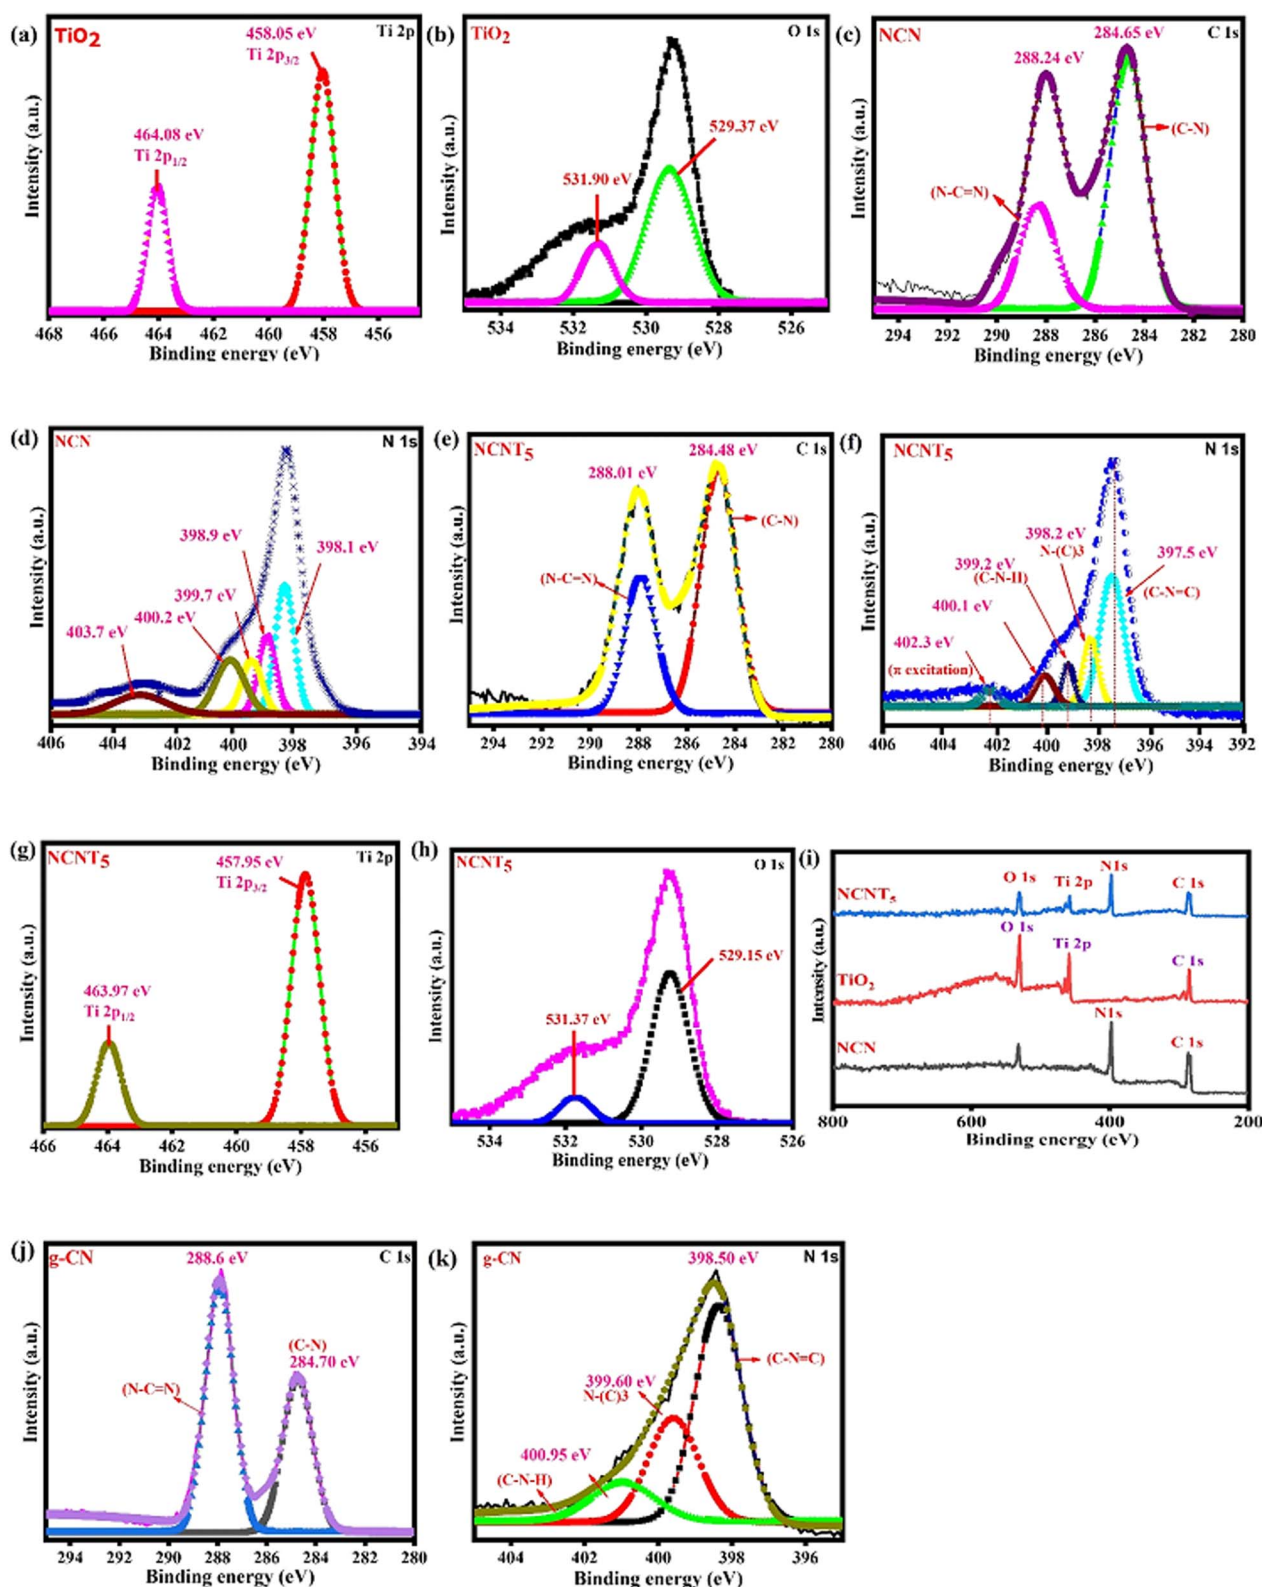 (a)
TiO2
458.05 eV
Ti 2p3/2
Ti 2p
464.08 eV
Ti 2p1/2
Intensity (a.u.)
468 466 464 462 460 458 456
Binding energy (eV)
(b)
TiO2
O 1s
529.37 eV
531.90 eV
Intensity (a.u.)
534 532 530 528 526
Binding energy (eV)
(c)
NCN
284.65 eV
C 1s
288.24 eV
(C-N)
(N-C=N)
Intensity (a.u.)
294 292 290 288 286 284 282 280
Binding energy (eV)
(d)
NCN
N 1s
398.9 eV
398.1 eV
399.7 eV
400.2 eV
403.7 eV
Intensity (a.u.)
406 404 402 400 398 396 394
Binding energy (eV)
(e)
NCNT5
284.48 eV
C 1s
288.01 eV
(C-N)
(N-C=N)
Intensity (a.u.)
294 292 290 288 286 284 282 280
Binding energy (eV)
(f)
NCNT5
N 1s
398.2 eV
N-(C)3
397.5 eV
399.2 eV
(C-N-H)
(C-N=C)
400.1 eV
402.3 eV
(π excitation)
Intensity (a.u.)
406 404 402 400 398 396 394 392
Binding energy (eV)
(g)
NCNT5
457.95 eV
Ti 2p3/2
Ti 2p
463.97 eV
Ti 2p1/2
Intensity (a.u.)
466 464 462 460 458 456
Binding energy (eV)
(h)
NCNT5
O 1s
529.15 eV
531.37 eV
Intensity (a.u.)
534 532 530 528 526
Binding energy (eV)
(i)
NCNT5
O 1s
Ti 2p
N1s
C 1s
TiO2
O 1s
Ti 2p
C 1s
NCN
N1s
C 1s
Intensity (a.u.)
800 600 400 200
Binding energy (eV)
(j)
g-CN
288.6 eV
C 1s
(C-N)
284.70 eV
(N-C=N)
Intensity (a.u.)
294 292 290 288 286 284 282 280
Binding energy (eV)
(k)
g-CN
398.50 eV
N 1s
(C-N=C)
399.60 eV
N-(C)3
400.95 eV
(C-N-H)
Intensity (a.u.)
404 402 400 398 396
Binding energy (eV)